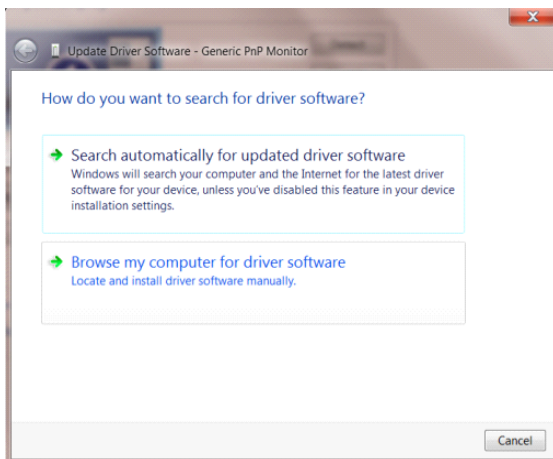 Update Driver Software - Generic PnP Monitor
How do you want to search for driver software?
Search automatically for updated driver software
Windows will search your computer and the Internet for the latest driver
software for your device, unless you've disabled this feature in your device
installation settings.
Browse my computer for driver software
Locate and install driver software manually.
Cancel